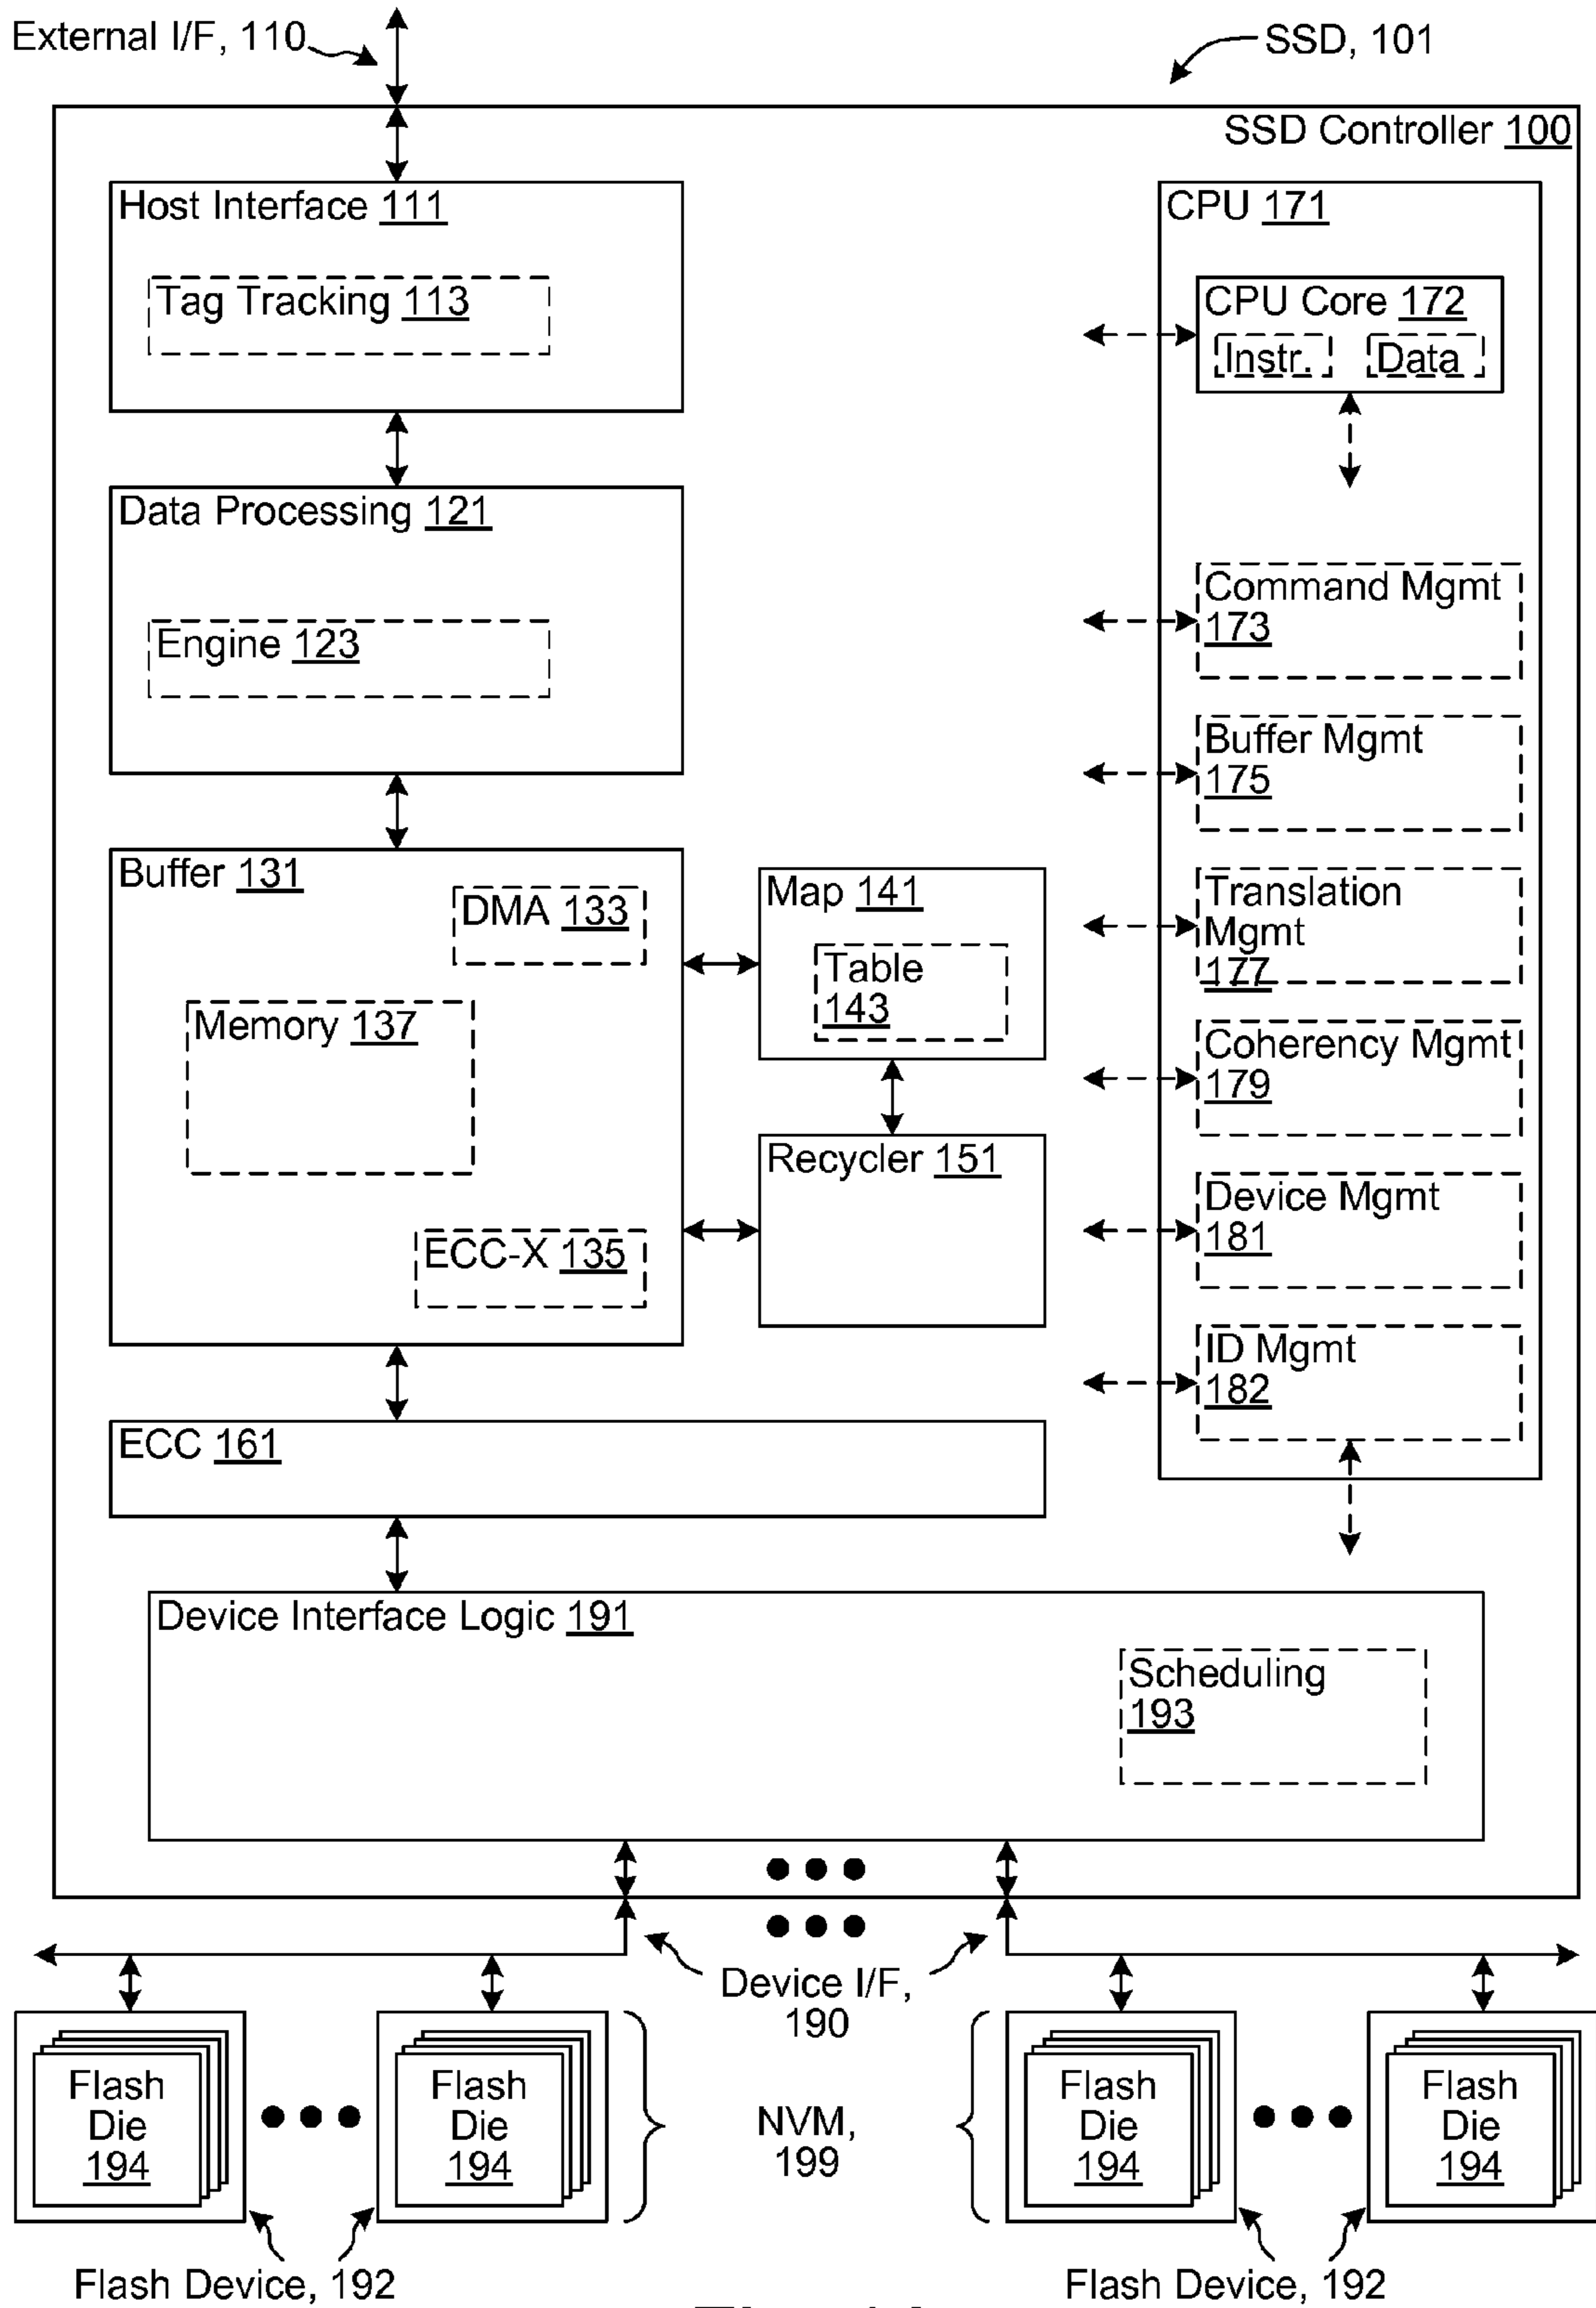 External I/F, 110
SSD, 101
SSD Controller 100
Host Interface 111
Tag Tracking 113
CPU 171
CPU Core 172
Instr. Data
Data Processing 121
Engine 123
Command Mgmt
173
Buffer Mgmt
175
Buffer 131
DMA 133
Memory 137
ECC-X 135
Map 141
Table
143
Recycler 151
Translation
Mgmt
177
Coherency Mgmt
179
Device Mgmt
181
ID Mgmt
182
ECC 161
Device Interface Logic 191
Scheduling
193
Device I/F,
190
Flash
Die
194
Flash
Die
194
NVM,
199
Flash
Die
194
Flash
Die
194
Flash Device, 192
Flash Device, 192